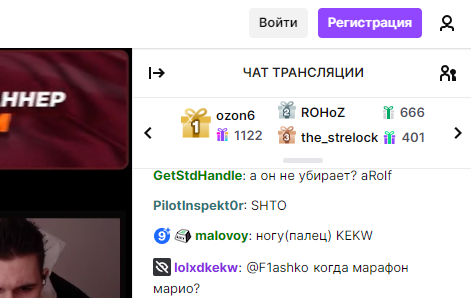 Войти
Регистрация
ЧАТ ТРАНСЛЯЦИИ
ННЕР
1 ozon6 1122
2 ROHoZ 666
3 the_strelock 401
GetStdHandle: а он не убирает? aRolf
PilotInspekt0r: SHTO
9 malovoy: ногу(палец) KEKW
lolxdkekw: @F1ashko когда марафон
марио?